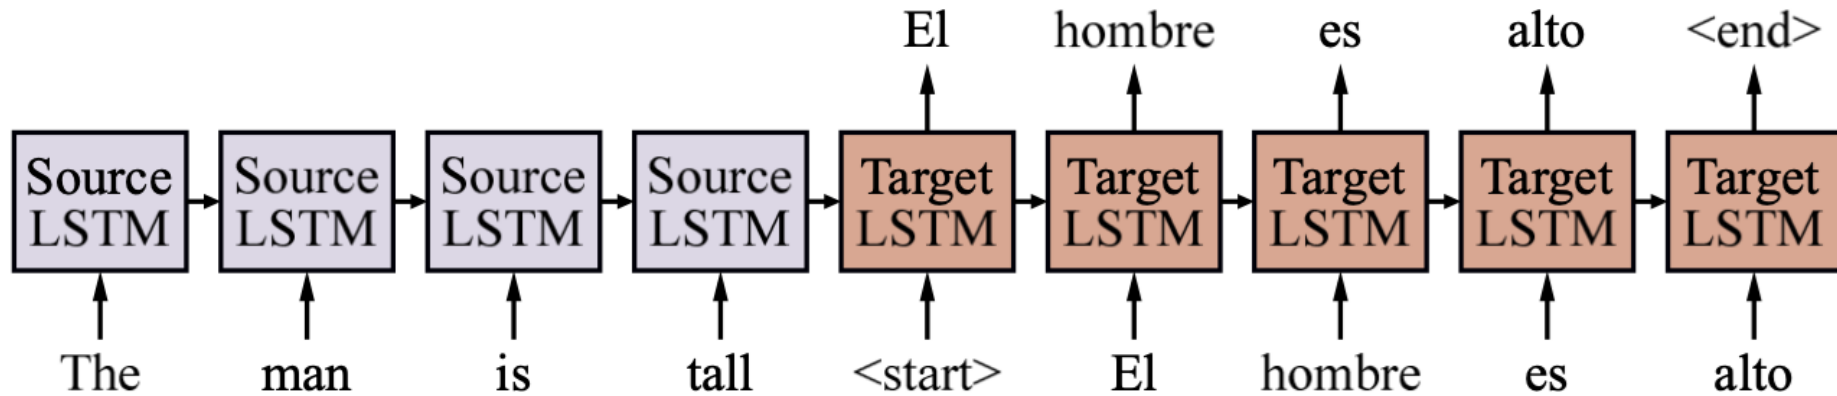 El hombre es alto <end>
Source Source Source Source Target Target Target Target Target
LSTM LSTM LSTM LSTM LSTM LSTM LSTM LSTM LSTM
The man is tall <start> El hombre es alto